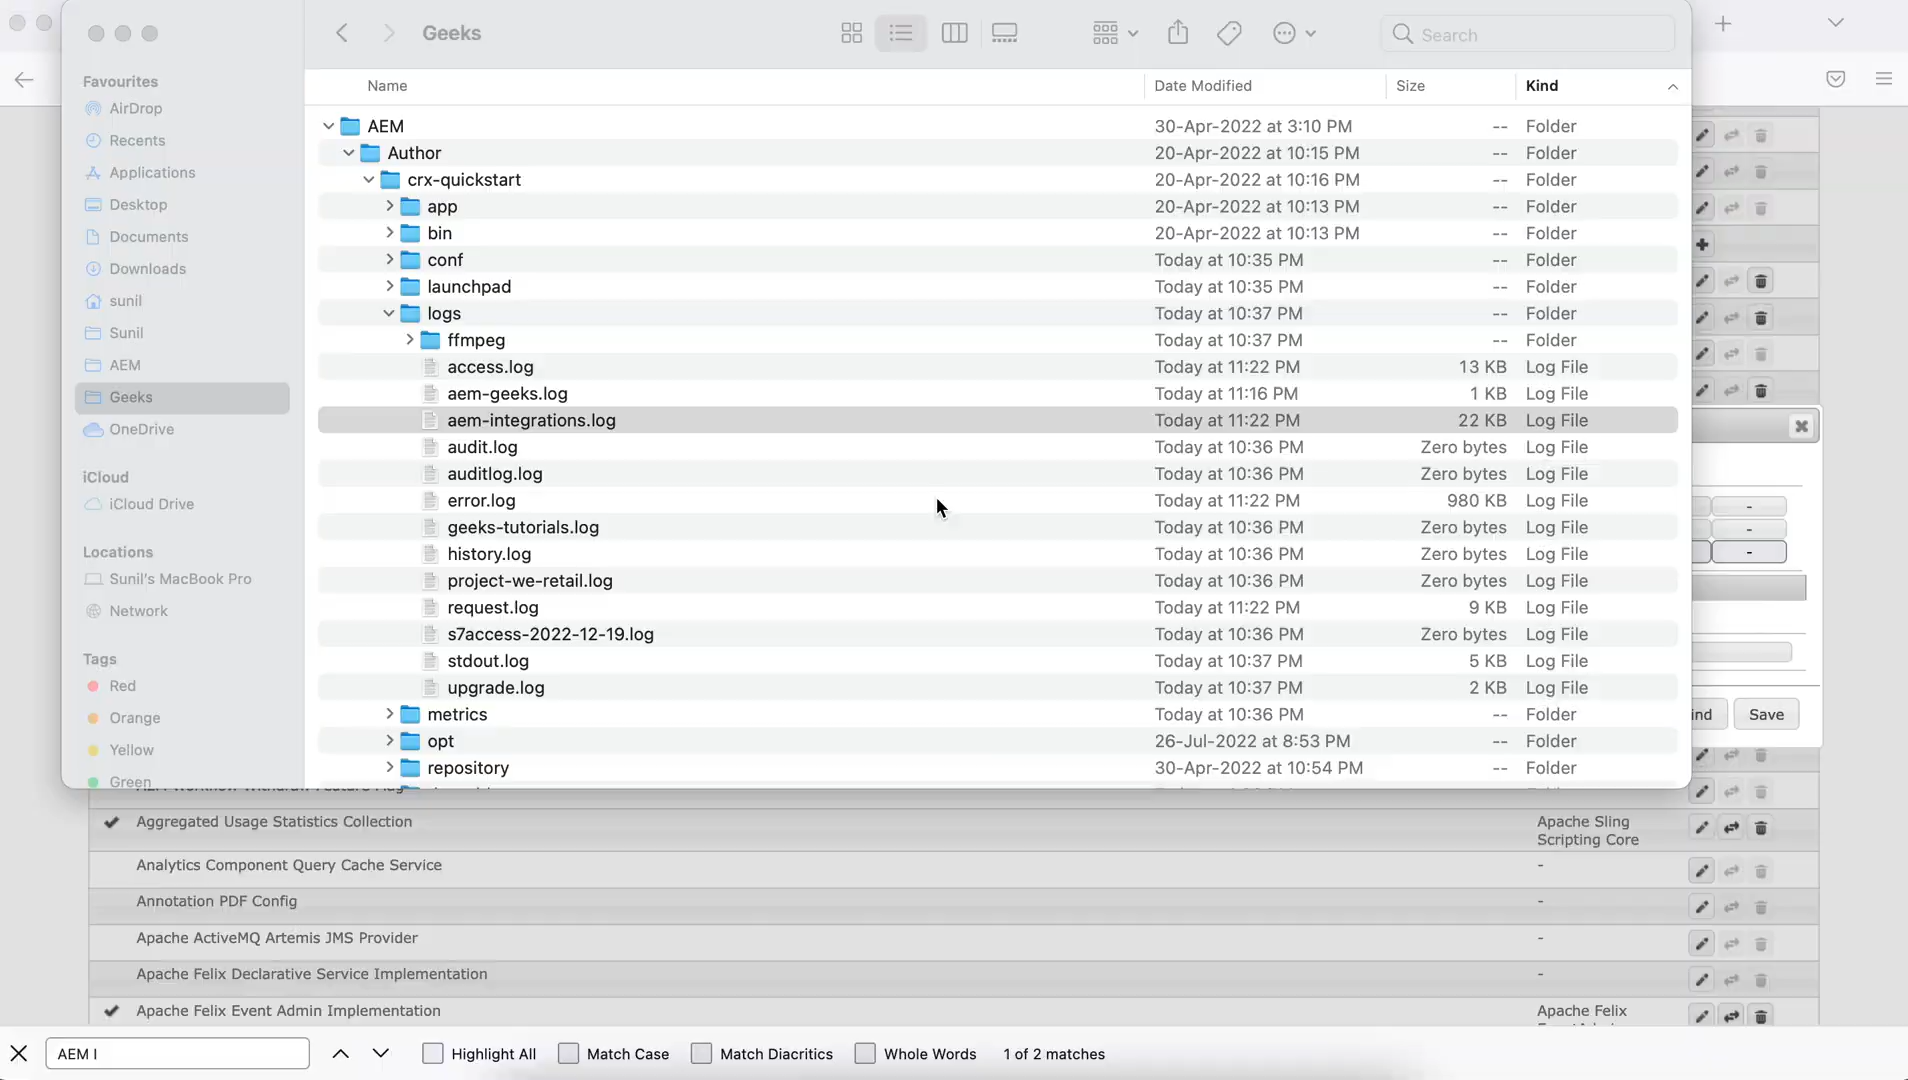 Geeks
Search
Favourites
AirDrop
Recents
Applications
Desktop
Documents
Downloads
sunil
Sunil
AEM
Geeks
OneDrive
iCloud
iCloud Drive
Locations
Sunil's MacBook Pro
Network
Tags
Red
Orange
Yellow
Green
Name Date Modified Size Kind
AEM 30-Apr-2022 at 3:10 PM -- Folder
Author 20-Apr-2022 at 10:15 PM -- Folder
crx-quickstart 20-Apr-2022 at 10:16 PM -- Folder
app 20-Apr-2022 at 10:13 PM -- Folder
bin 20-Apr-2022 at 10:13 PM -- Folder
conf Today at 10:35 PM -- Folder
launchpad Today at 10:35 PM -- Folder
logs Today at 10:37 PM -- Folder
ffmpeg Today at 10:37 PM -- Folder
access.log Today at 11:22 PM 13 KB Log File
aem-geeks.log Today at 11:16 PM 1 KB Log File
aem-integrations.log Today at 11:22 PM 22 KB Log File
audit.log Today at 10:36 PM Zero bytes Log File
auditlog.log Today at 10:36 PM Zero bytes Log File
error.log Today at 11:22 PM 980 KB Log File
geeks-tutorials.log Today at 10:36 PM Zero bytes Log File
history.log Today at 10:36 PM Zero bytes Log File
project-we-retail.log Today at 10:36 PM Zero bytes Log File
request.log Today at 11:22 PM 9 KB Log File
s7access-2022-12-19.log Today at 10:36 PM Zero bytes Log File
stdout.log Today at 10:37 PM 5 KB Log File
upgrade.log Today at 10:37 PM 2 KB Log File
metrics Today at 10:36 PM -- Folder
opt 26-Jul-2022 at 8:53 PM -- Folder
repository 30-Apr-2022 at 10:54 PM -- Folder
-
-
-
ind Save
Aggregated Usage Statistics Collection Apache Sling
Scripting Core
Analytics Component Query Cache Service -
Annotation PDF Config -
Apache ActiveMQ Artemis JMS Provider -
Apache Felix Declarative Service Implementation -
Apache Felix Event Admin Implementation Apache Felix
AEM I
Highlight All Match Case Match Diacritics Whole Words 1 of 2 matches